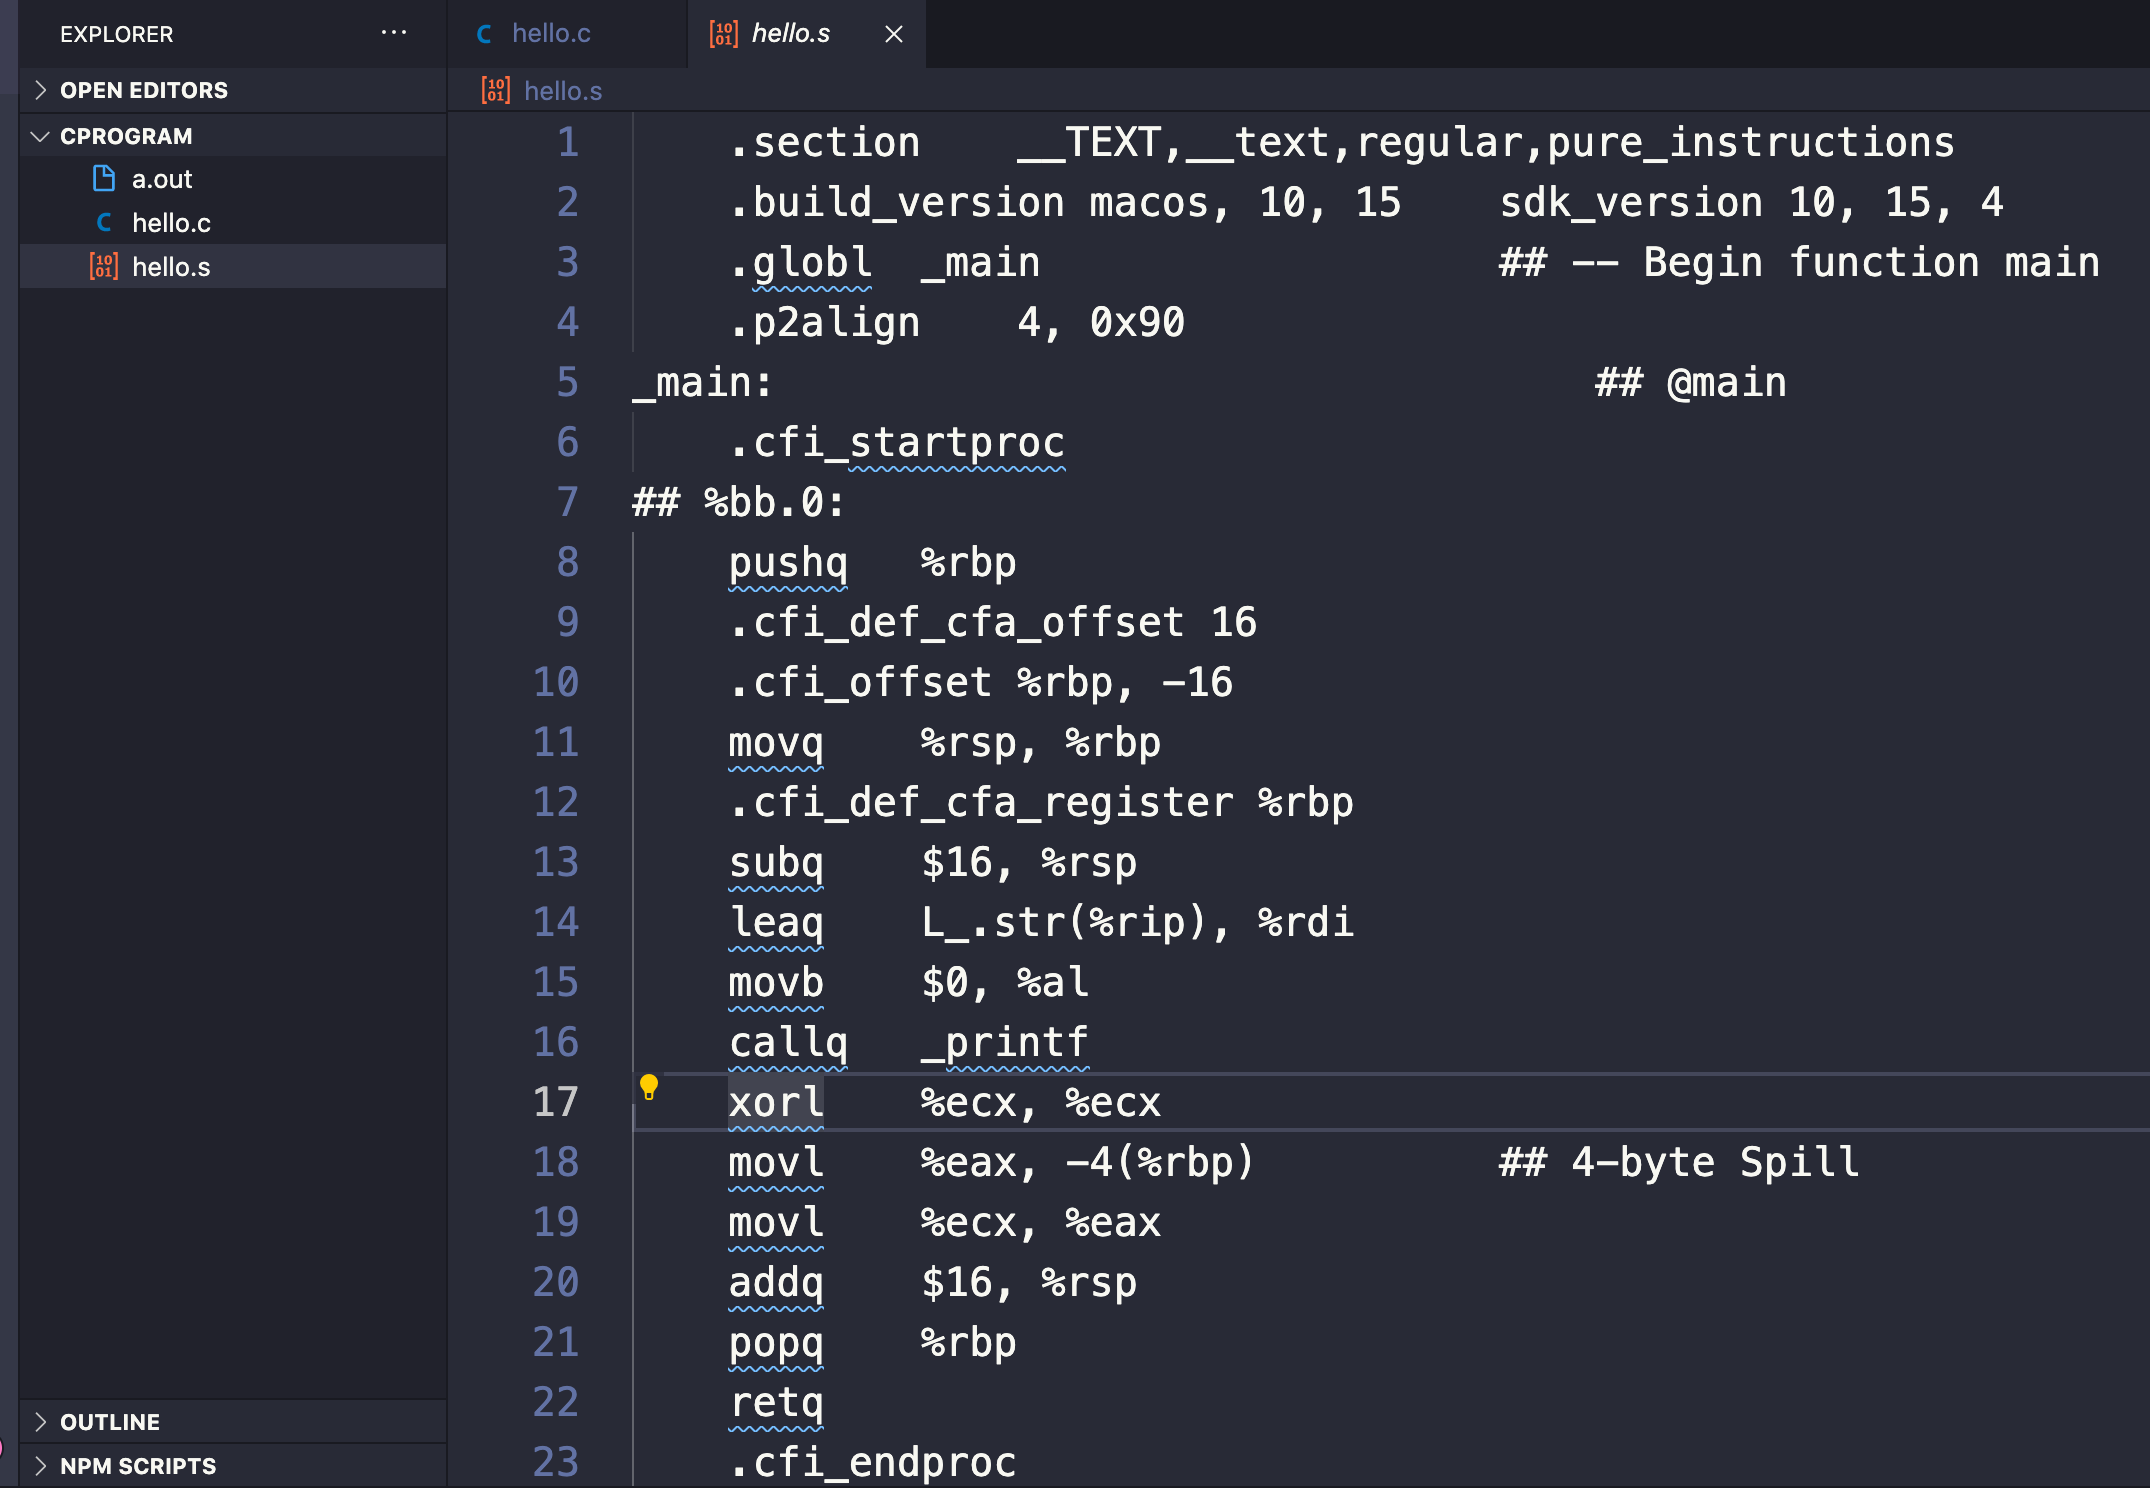 EXPLORER ...
OPEN EDITORS
CPROGRAM
a.out
C hello.c
1001 hello.s
OUTLINE
NPM SCRIPTS
C hello.c
1001 hello.s
1001 hello.s
1 .section __TEXT,__text,regular,pure_instructions
2 .build_version macos, 10, 15 sdk_version 10, 15, 4
3 .globl _main ## -- Begin function main
4 .p2align 4, 0x90
5 _main: ## @main
6 .cfi_startproc
7 ## %bb.0:
8 pushq %rbp
9 .cfi_def_cfa_offset 16
10 .cfi_offset %rbp, -16
11 movq %rsp, %rbp
12 .cfi_def_cfa_register %rbp
13 subq $16, %rsp
14 leaq L_.str(%rip), %rdi
15 movb $0, %al
16 callq _printf
17 xorl %ecx, %ecx
18 movl %eax, -4(%rbp) ## 4-byte Spill
19 movl %ecx, %eax
20 addq $16, %rsp
21 popq %rbp
22 retq
23 .cfi_endproc